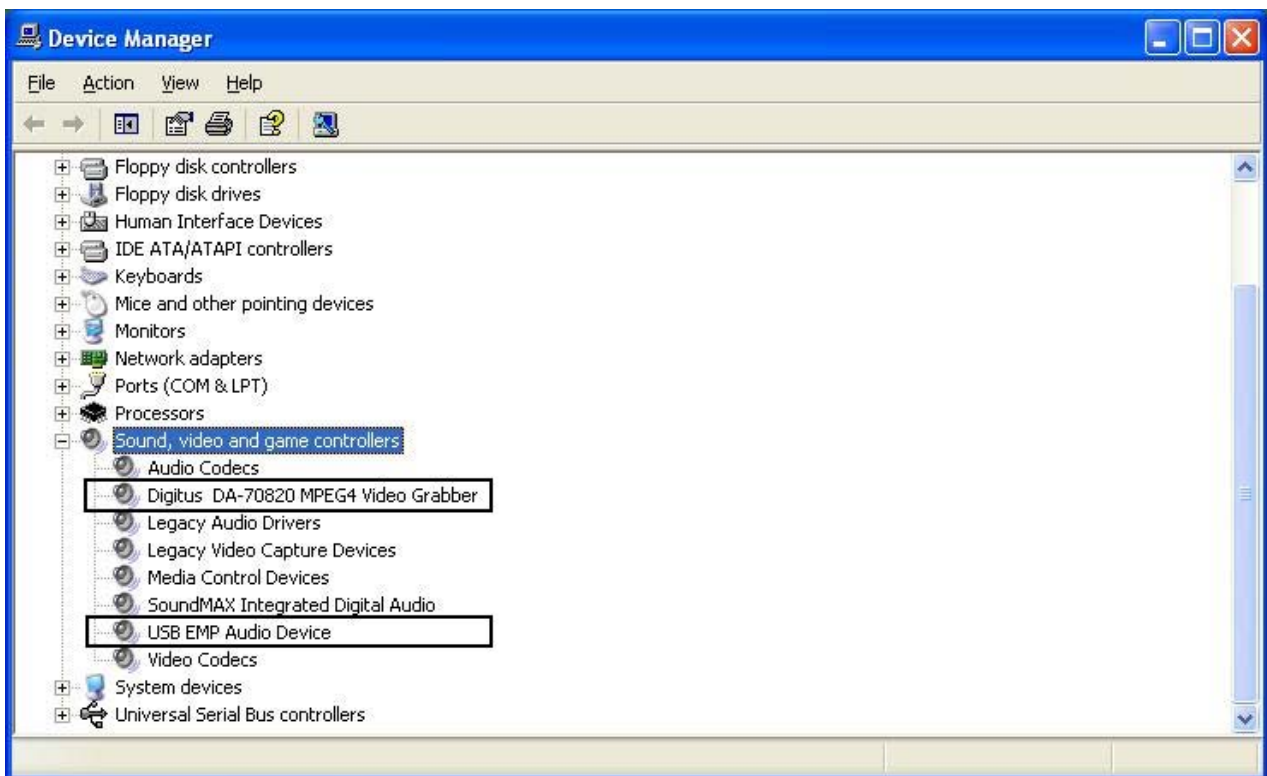 Device Manager
File Action View Help
Floppy disk controllers
Floppy disk drives
Human Interface Devices
IDE ATA/ATAPI controllers
Keyboards
Mice and other pointing devices
Monitors
Network adapters
Ports (COM & LPT)
Processors
Sound, video and game controllers
Audio Codecs
Digitus DA-70820 MPEG4 Video Grabber
Legacy Audio Drivers
Legacy Video Capture Devices
Media Control Devices
SoundMAX Integrated Digital Audio
USB EMP Audio Device
Video Codecs
System devices
Universal Serial Bus controllers